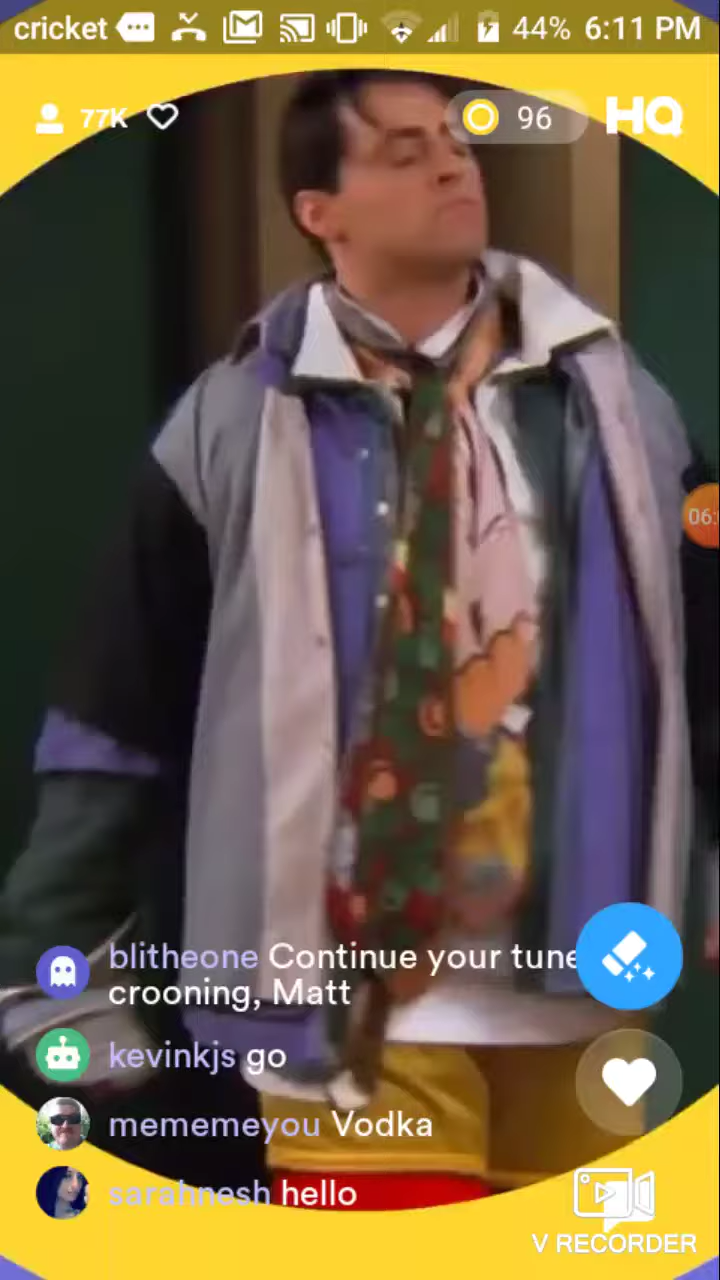 cricket 44% 6:11 PM
77K 96 HQ
06:
blitheone Continue your tune
crooning, Matt
kevinkjs go
mememeyou Vodka
sarahnesh hello
V RECORDER